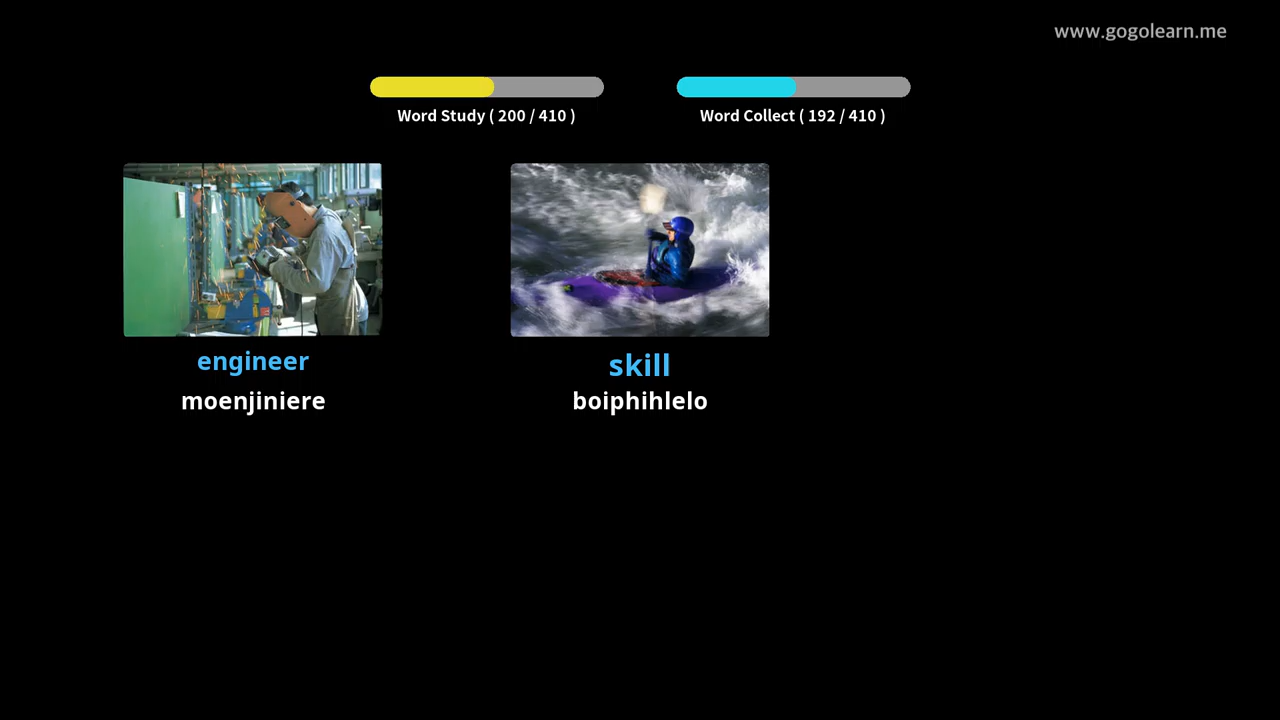 www.gogolearn.me
Word Study ( 200 / 410 )
Word Collect ( 192 / 410 )
engineer
moenjiniere
skill
boiphihlelo